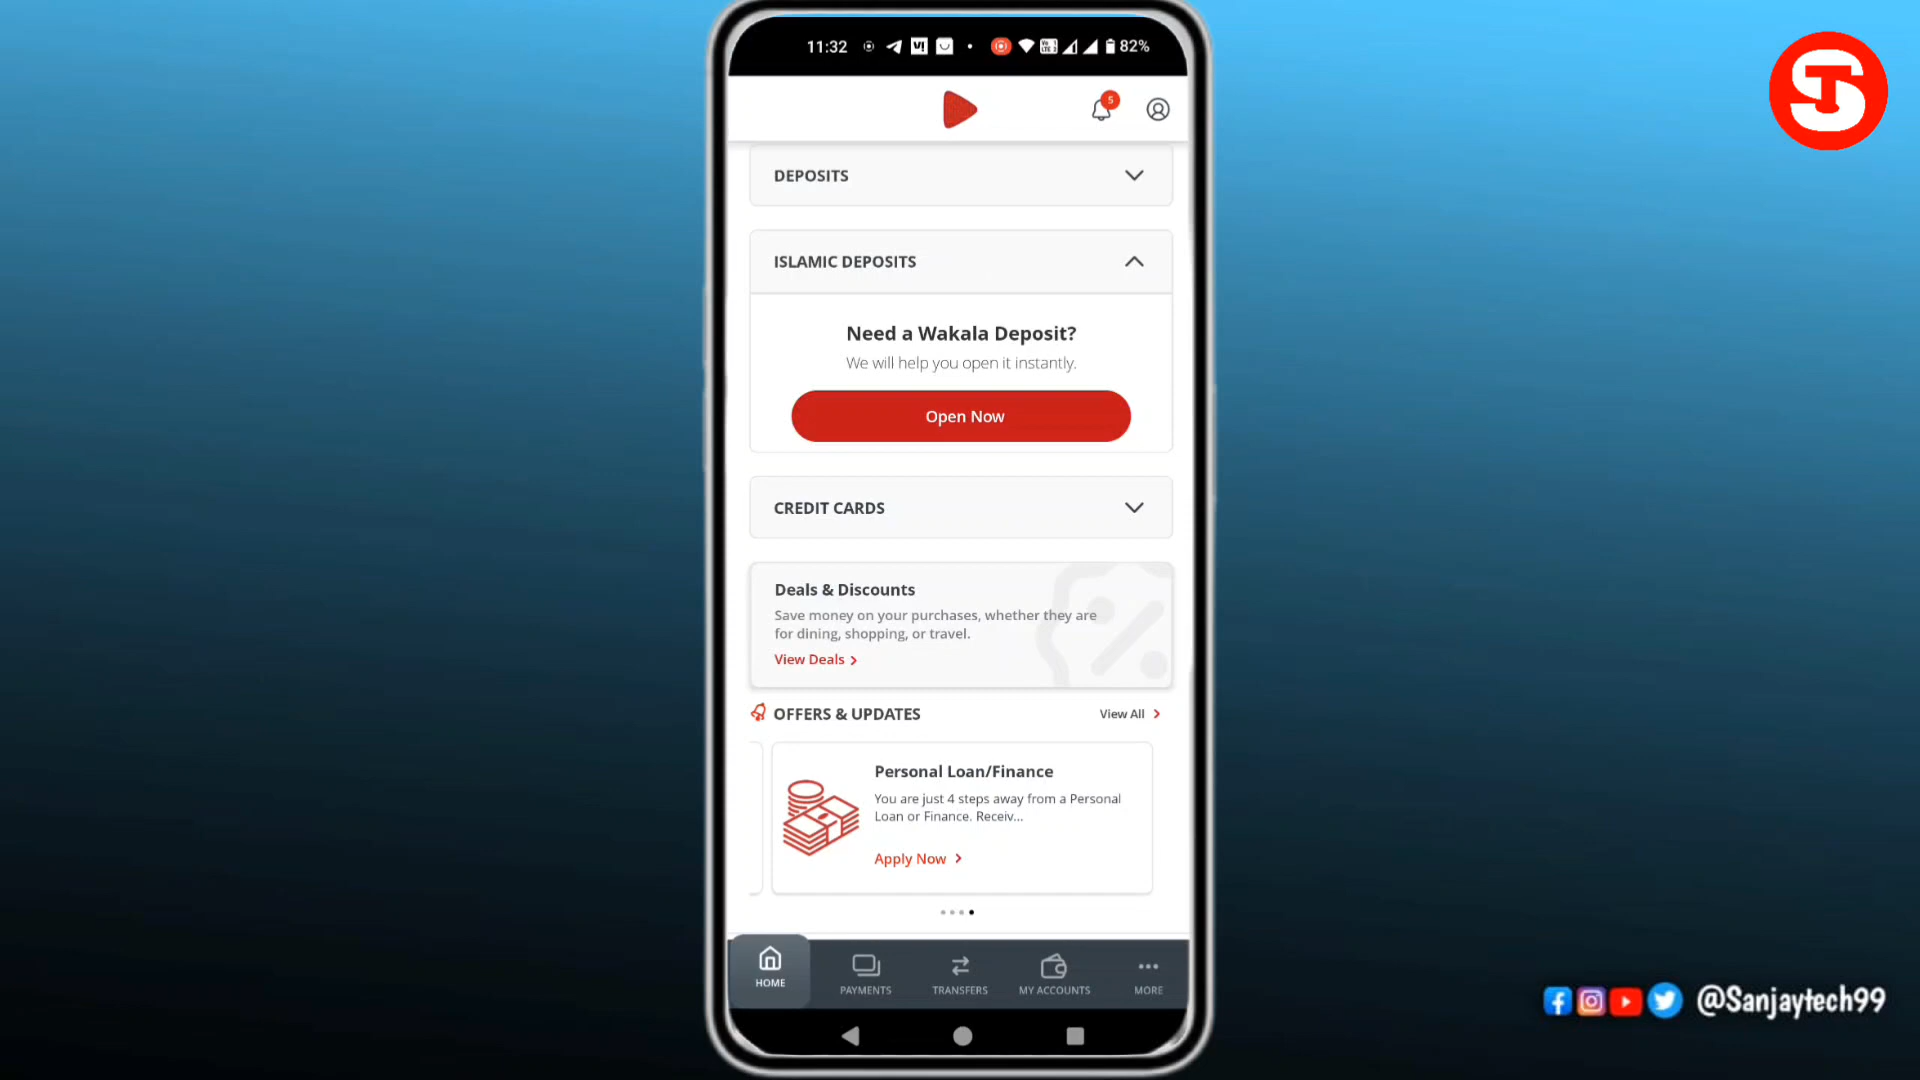 11:32
82%
5
DEPOSITS
ISLAMIC DEPOSITS
Need a Wakala Deposit?
We will help you open it instantly.
Open Now
CREDIT CARDS
Deals & Discounts
Save money on your purchases, whether they are
for dining, shopping, or travel.
View Deals
OFFERS & UPDATES
View All
Personal Loan/Finance
You are just 4 steps away from a Personal
Loan or Finance. Receiv...
Apply Now
HOME
PAYMENTS
TRANSFERS
MY ACCOUNTS
MORE
@Sanjaytech99